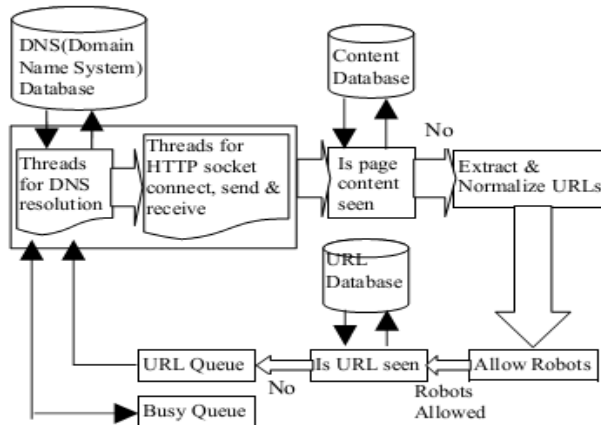 DNS(Domain
Name System)
Database
Content
Database
No
Threads
for DNS
resolution
Threads for
HTTP socket
connect, send &
receive
Is page
content
seen
Extract &
Normalize URLs
URL
Database
URL Queue
No
Is URL seen
Robots
Allowed
Allow Robots
Busy Queue